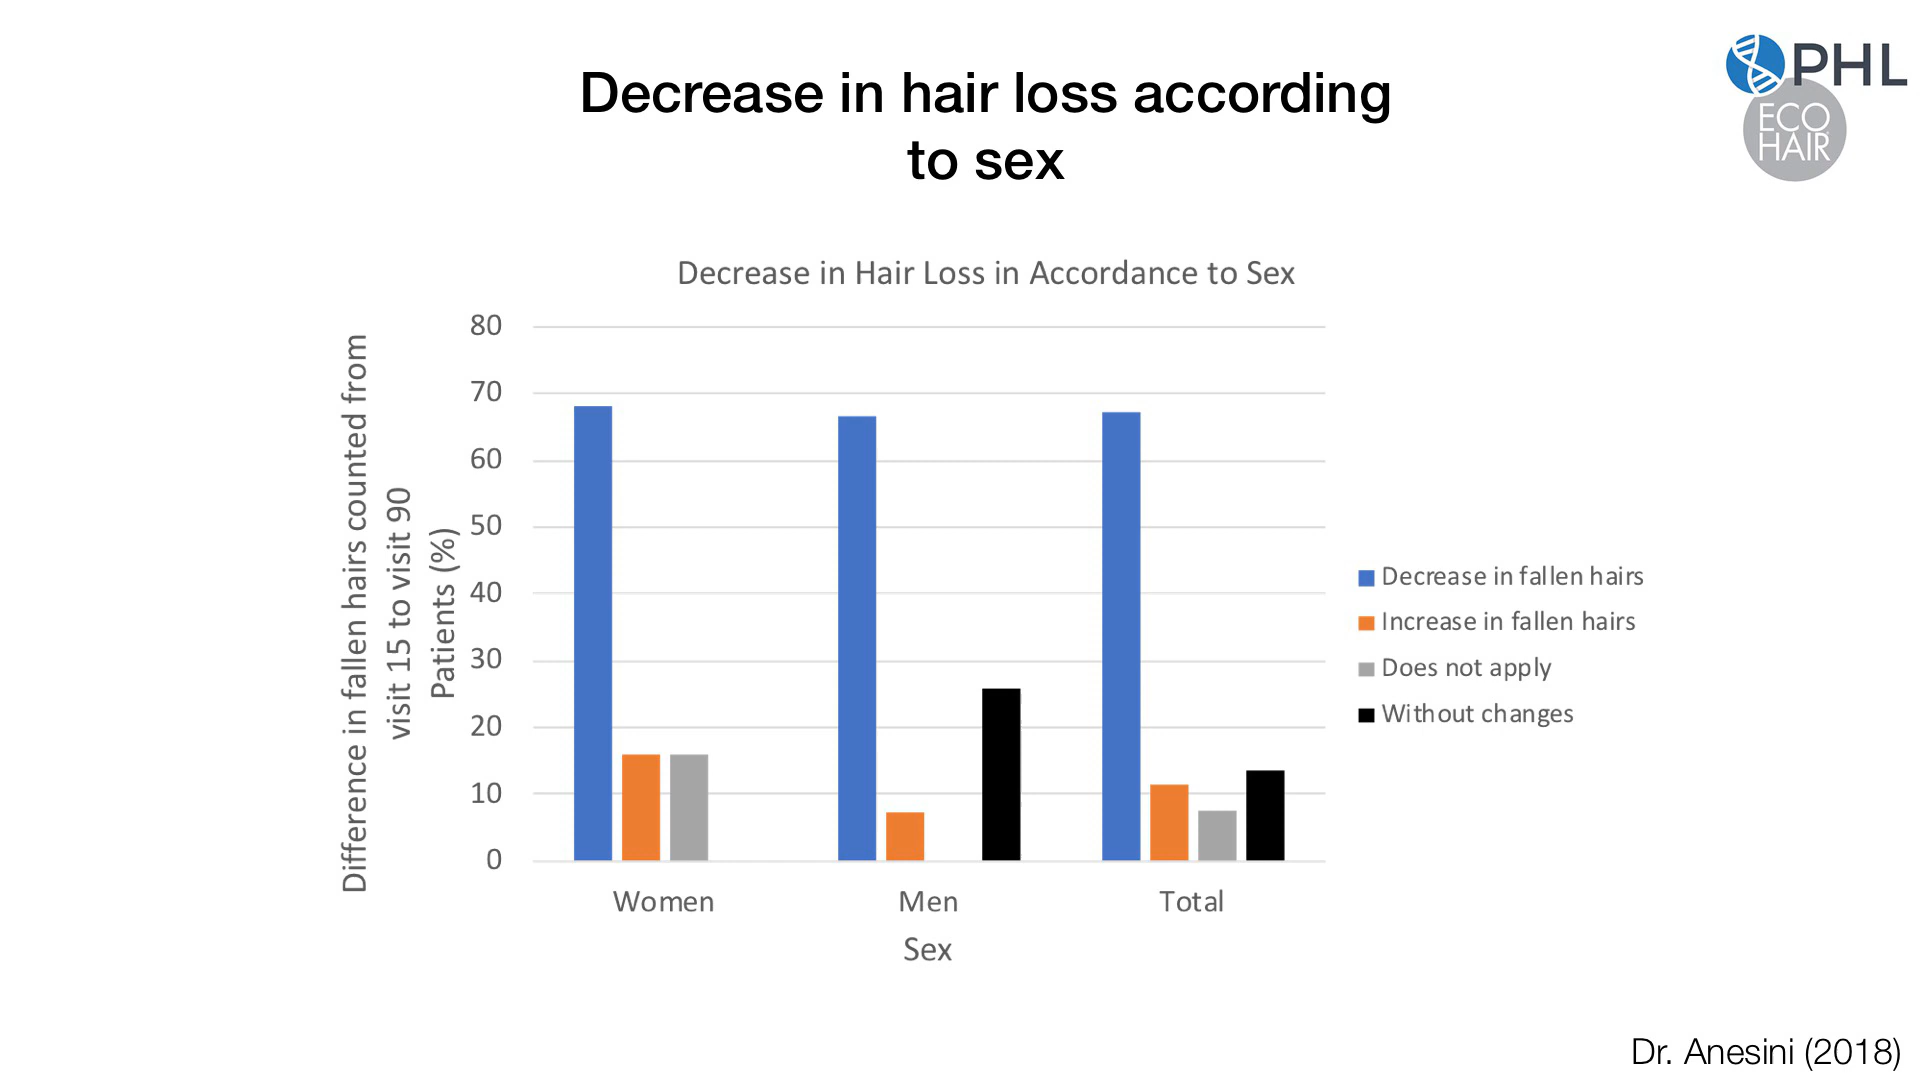 PHL
ECO
HAIR
Decrease in hair loss according
to sex
Decrease in Hair Loss in Accordance to Sex
Difference in fallen hairs counted from
visit 15 to visit 90
Patients (%)
80
70
60
50
40
30
20
10
0
Women
Men
Total
Sex
Decrease in fallen hairs
Increase in fallen hairs
Does not apply
Without changes
Dr. Anesini (2018)